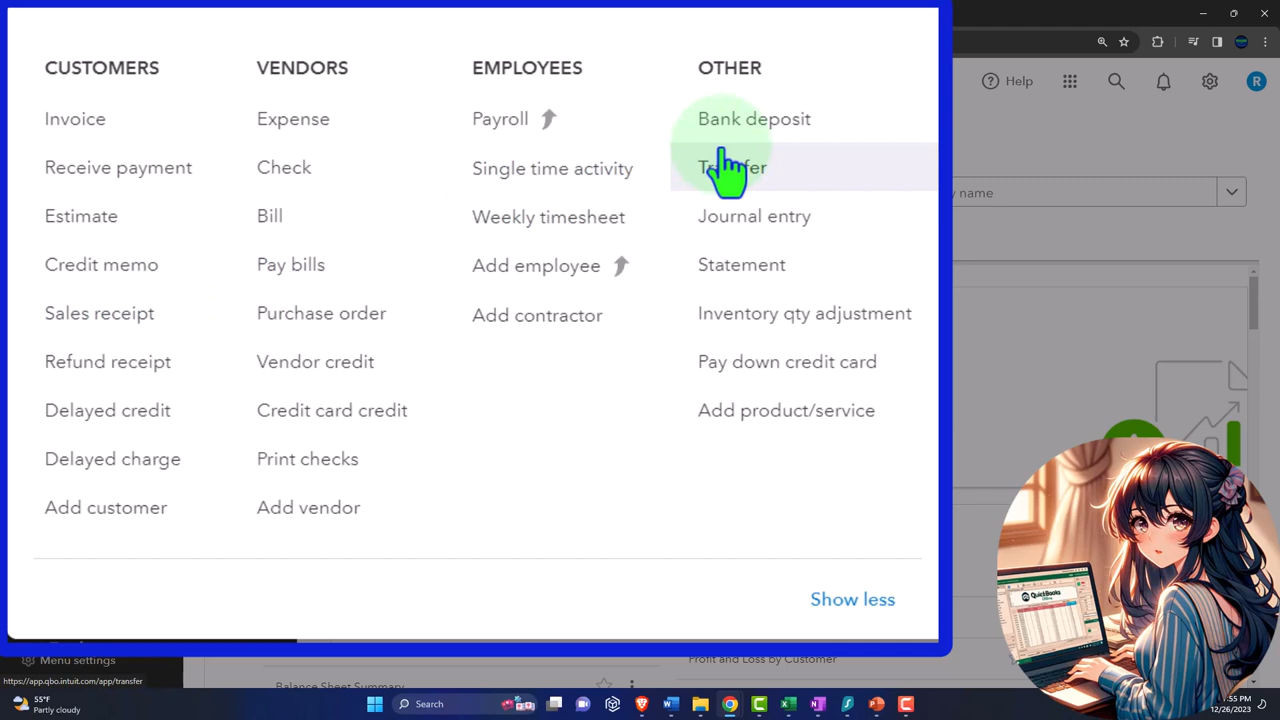 CUSTOMERS
Invoice
Receive payment
Estimate
Credit memo
Sales receipt
Refund receipt
Delayed credit
Delayed charge
Add customer
VENDORS
Expense
Check
Bill
Pay bills
Purchase order
Vendor credit
Credit card credit
Print checks
Add vendor
EMPLOYEES
Payroll
Single time activity
Weekly timesheet
Add employee
Add contractor
OTHER
Bank deposit
Journal entry
Statement
Inventory qty adjustment
Pay down credit card
Add product/service
Show less
Help
R
y name
Menu settings
https://app.qbo.intuit.com/app/transfer
Balance Sheet Summary
Profit and Loss by Customer
QuickBooks
55°F
Partly cloudy
Search
:55 PM
12/26/2023